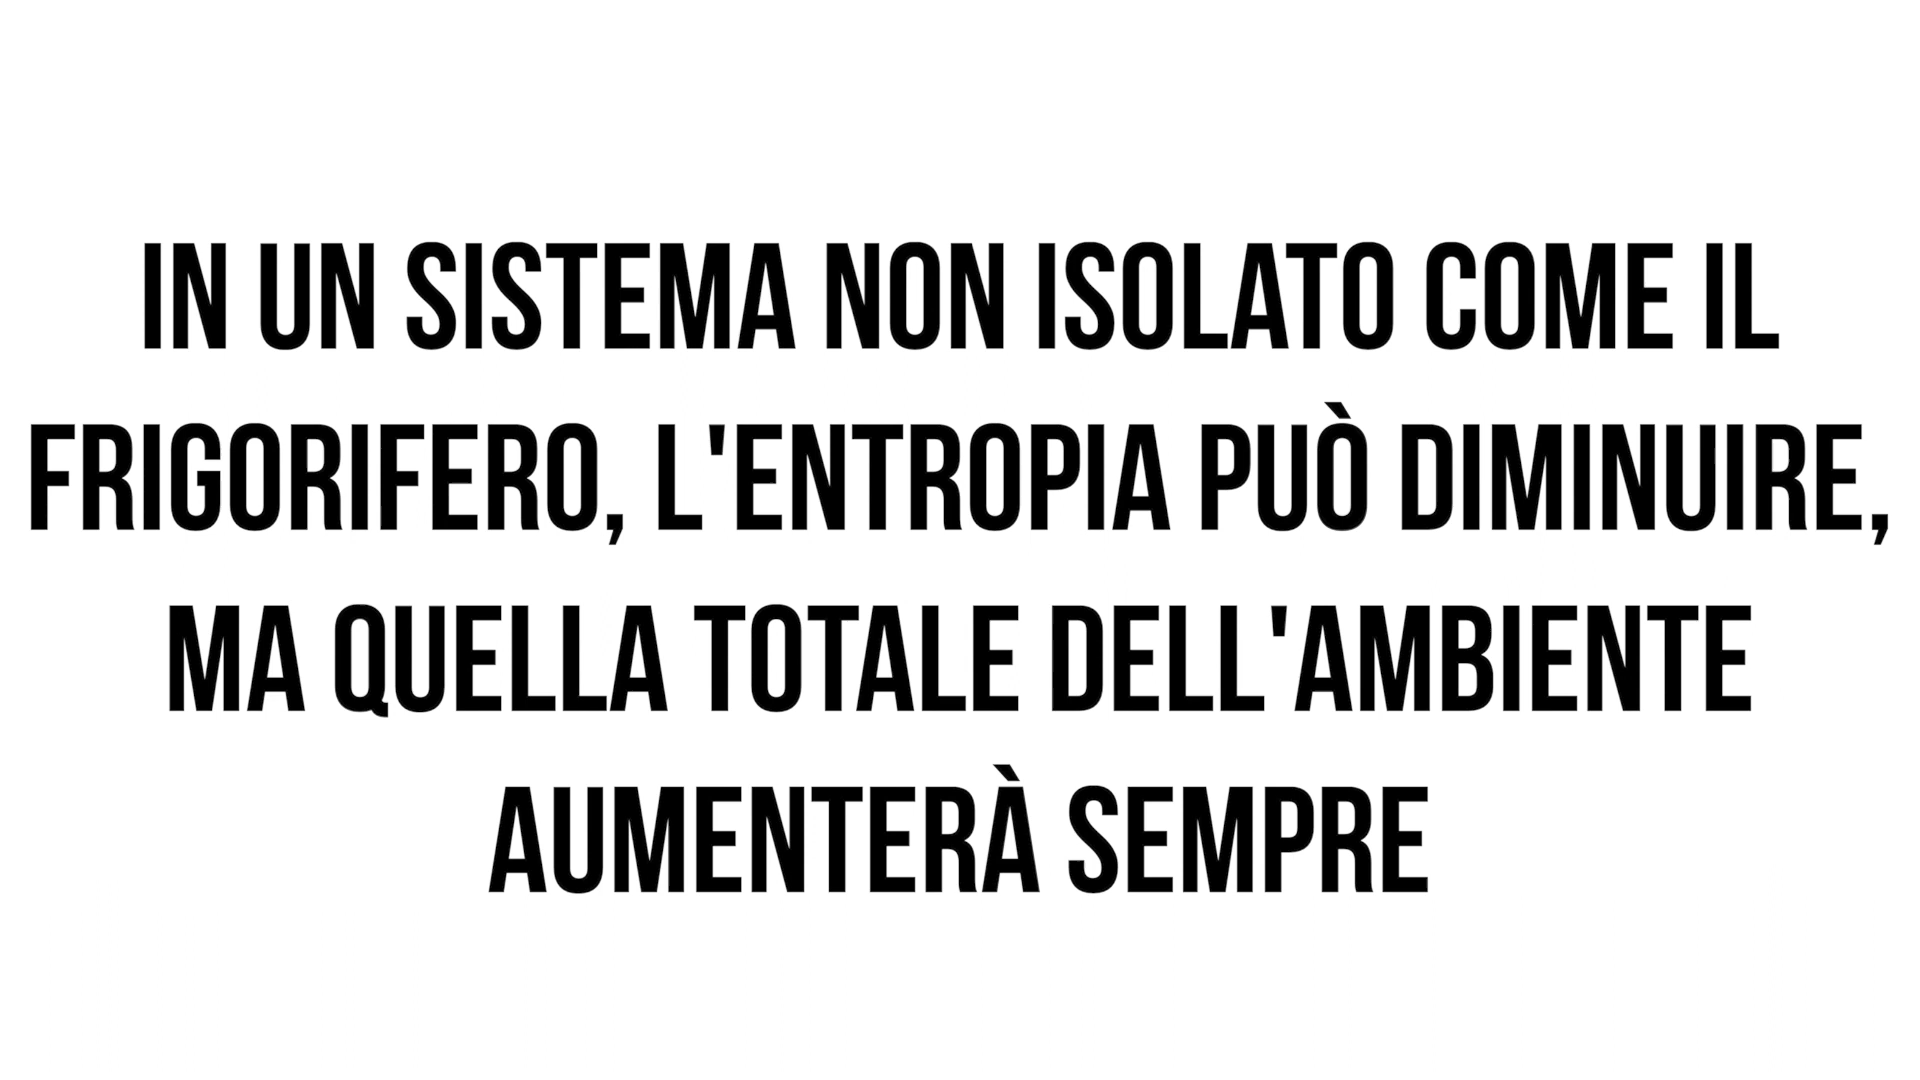 IN UN SISTEMA NON ISOLATO COME IL
FRIGORIFERO, L'ENTROPIA PUÒ DIMINUIRE,
MA QUELLA TOTALE DELL'AMBIENTE
AUMENTERÀ SEMPRE